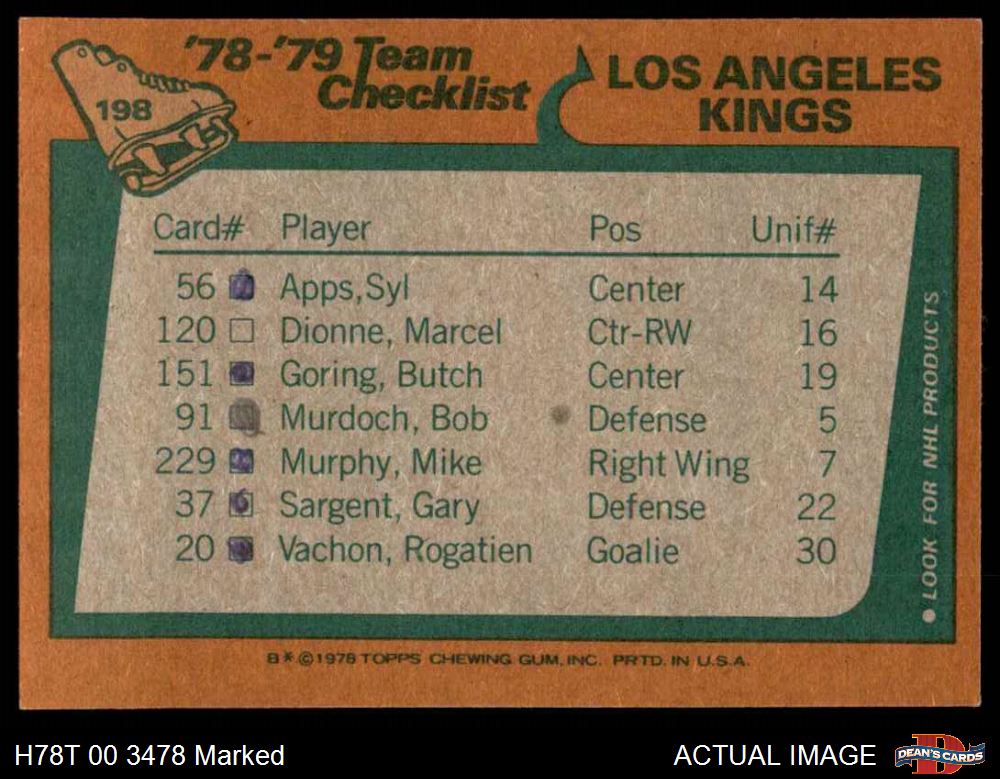 '78-'79 Team
Checklist
198
LOS ANGELES
KINGS
Card# Player Pos Unif#
56 Apps,Syl Center 14
120 Dionne, Marcel Ctr-RW 16
151 Goring, Butch Center 19
91 Murdoch, Bob Defense 5
229 Murphy, Mike Right Wing 7
37 Sargent, Gary Defense 22
20 Vachon, Rogatien Goalie 30
● LOOK FOR NHL PRODUCTS
B*©1978 TOPPS CHEWING GUM, INC. PRTD. IN U.S.A.
H78T 00 3478 Marked
ACTUAL IMAGE
D
DEAN'S CARDS